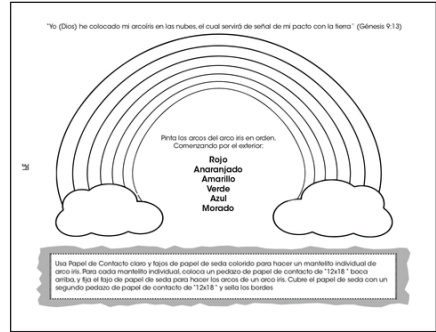 "Yo (Dios) he colocado mi arcoíris en las nubes, el cual servirá de señal de mi pacto con la tierra" (Génesis 9:13)
Pinta los arcos del arco iris en orden.
Comenzando por el exterior:
Rojo
Anaranjado
Amarillo
Verde
Azul
Morado
Usa Papel de Contacto claro y fajos de papel de seda colorido para hacer un mantelito individual de
arco iris. Para cada mantelito individual, coloca un pedazo de papel de contacto de "12x18 " boca
arriba, y fija el fajo de papel de seda para hacer los arcos de un arco iris. Cubre el papel de seda con un
segundo pedazo de papel de contacto de "12x18 " y sella los bordes